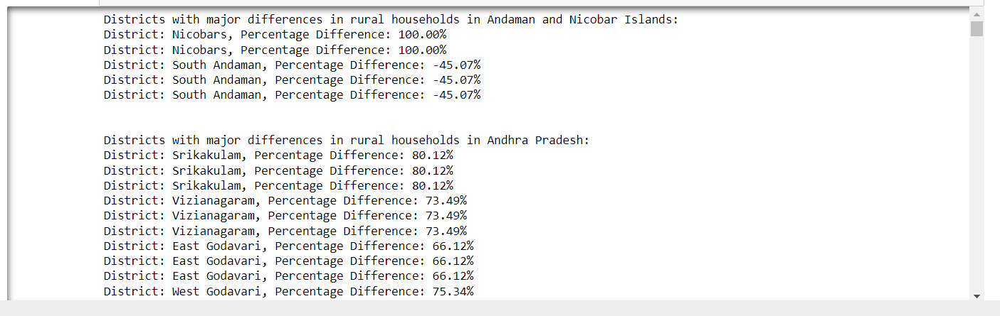 Districts with major differences in rural households in Andaman and Nicobar Islands:
District: Nicobars, Percentage Difference: 100.00%
District: Nicobars, Percentage Difference: 100.00%
District: South Andaman, Percentage Difference: -45.07%
District: South Andaman, Percentage Difference: -45.07%
District: South Andaman, Percentage Difference: -45.07%
Districts with major differences in rural households in Andhra Pradesh:
District: Srikakulam, Percentage Difference: 80.12%
District: Srikakulam, Percentage Difference: 80.12%
District: Srikakulam, Percentage Difference: 80.12%
District: Vizianagaram, Percentage Difference: 73.49%
District: Vizianagaram, Percentage Difference: 73.49%
District: Vizianagaram, Percentage Difference: 73.49%
District: East Godavari, Percentage Difference: 66.12%
District: East Godavari, Percentage Difference: 66.12%
District: East Godavari, Percentage Difference: 66.12%
District: West Godavari, Percentage Difference: 75.34%